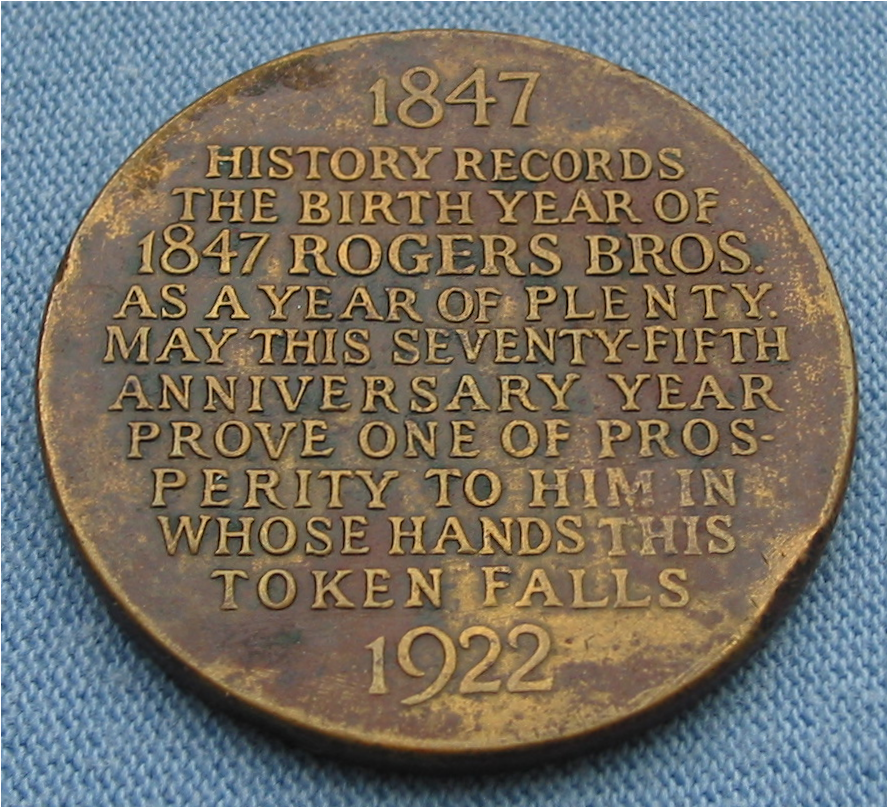 1847
HISTORY RECORDS
THE BIRTH YEAR OF
1847 ROGERS BROS.
AS A YEAR OF PLENTY.
MAY THIS SEVENTY-FIFTH
ANNIVERSARY YEAR
PROVE ONE OF PROS-
PERITY TO HIM IN
WHOSE HANDS THIS
TOKEN FALLS
1922